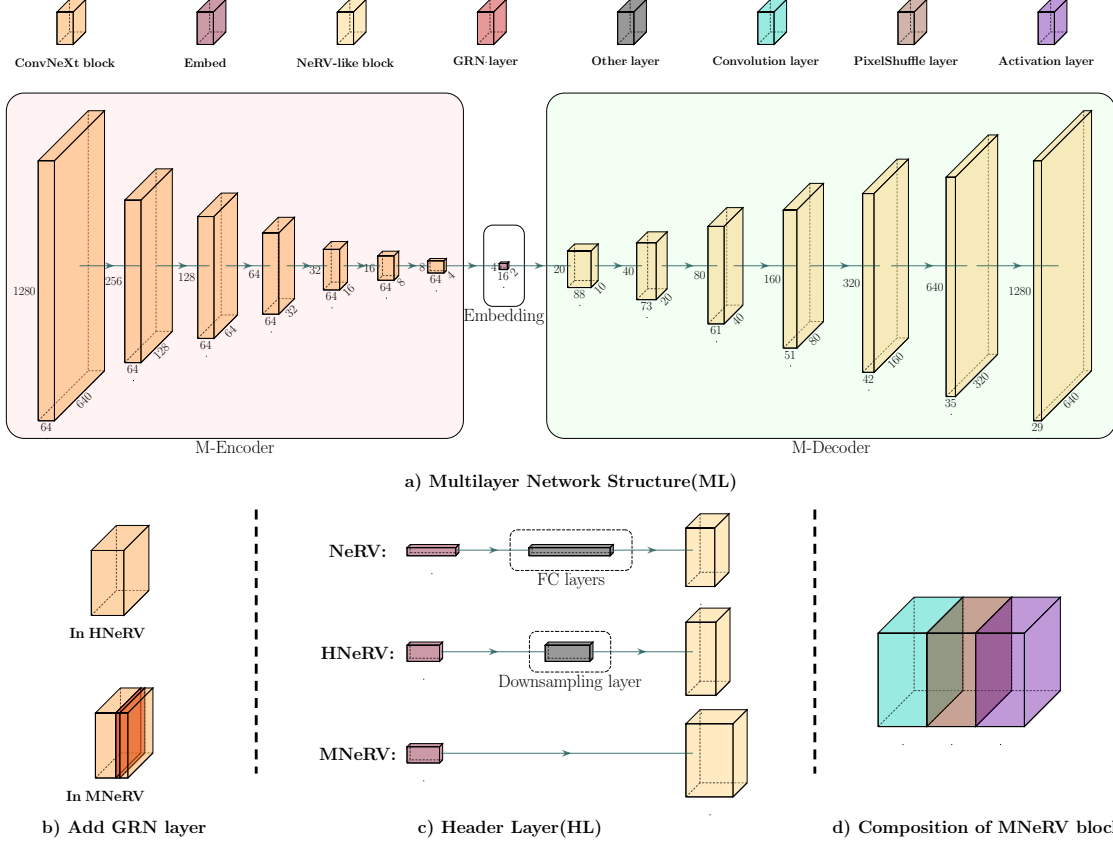 ConvNeXt block Embed NeRV-like block GRN layer Other layer Convolution layer PixelShuffle layer Activation layer
1280 64 640
256 64 128
128 64 64
64 64 32
32 64 16
16 64 8
8 64 4
4 16 2
Embedding
20 88 10
40 73 20
80 61 40
160 51 80
320 42 160
640 35 320
1280 29 640
M-Encoder M-Decoder
a) Multilayer Network Structure(ML)
In HNeRV
In MNeRV
b) Add GRN layer
NeRV:
FC layers
HNeRV:
Downsampling layer
MNeRV:
c) Header Layer(HL)
d) Composition of MNeRV block